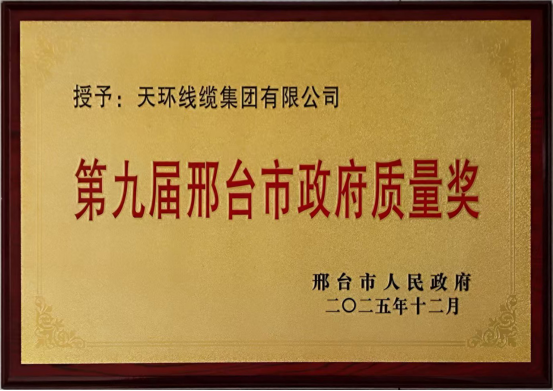 授予：天环线缆集团有限公司
第九届邢台市政府质量奖
邢台市人民政府
二〇二五年十二月